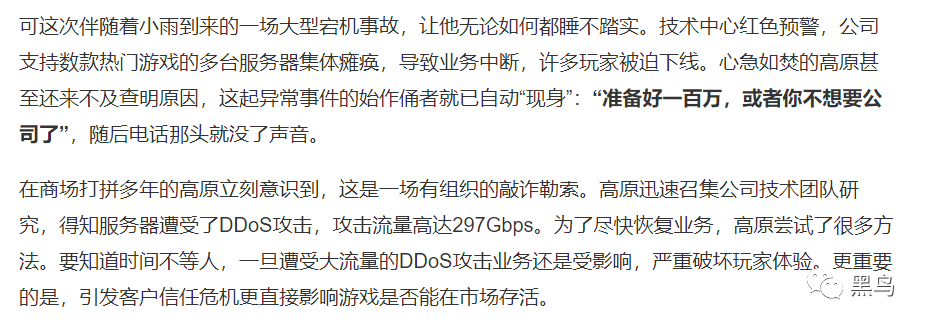 可这次伴随着小雨到来的一场大型宕机事故，让他无论如何都睡不踏实。技术中心红色预警，公司
支持数款热门游戏的多台服务器集体瘫痪，导致业务中断，许多玩家被迫下线。心急如焚的高原甚
至还来不及查明原因，这起异常事件的始作俑者就已自动“现身”：“准备好一百万，或者你不想要公
司了”，随后电话那头就没了声音。
在商场打拼多年的高原立刻意识到，这是一场有组织的敲诈勒索。高原迅速召集公司技术团队研
究，得知服务器遭受了DDoS攻击，攻击流量高达297Gbps。为了尽快恢复业务，高原尝试了很多方
法。要知道时间不等人，一旦遭受大流量的DDoS攻击业务还是受影响，严重破坏玩家体验。更重要
的是，引发客户信任危机更直接影响游戏是否能在市场存活。
黑鸟